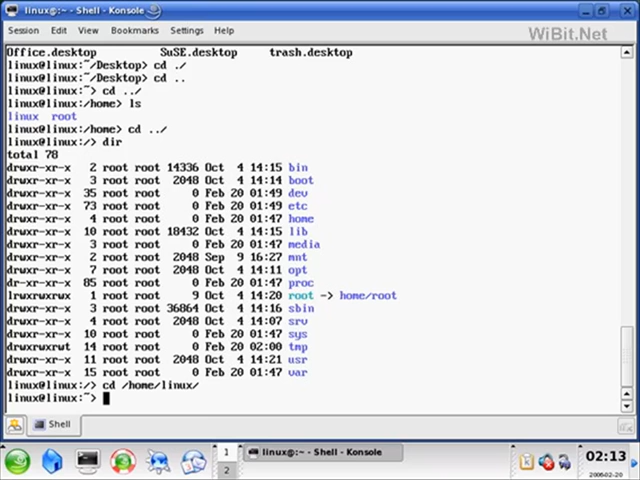 linux@:~ - Shell - Konsole
Session Edit View Bookmarks Settings Help
WiBit.Net
Office.desktop SuSE.desktop trash.desktop
linux@linux:~/Desktop> cd ./
linux@linux:~/Desktop> cd ..
linux@linux:~> cd ../
linux@linux:/home> ls
linux root
linux@linux:/home> cd ../
linux@linux:/> dir
total 78
drwxr-xr-x 2 root root 14336 Oct 4 14:15 bin
drwxr-xr-x 3 root root 2048 Oct 4 14:14 boot
drwxr-xr-x 35 root root 0 Feb 20 01:49 dev
drwxr-xr-x 73 root root 0 Feb 20 01:49 etc
drwxr-xr-x 4 root root 0 Feb 20 01:47 home
drwxr-xr-x 10 root root 18432 Oct 4 14:15 lib
drwxr-xr-x 3 root root 0 Feb 20 01:47 media
drwxr-xr-x 2 root root 2048 Sep 9 16:27 mnt
drwxr-xr-x 7 root root 2048 Oct 4 14:11 opt
dr-xr-xr-x 85 root root 0 Feb 20 01:47 proc
lrwxrwxrwx 1 root root 9 Oct 4 14:20 root -> home/root
drwxr-xr-x 3 root root 36864 Oct 4 14:16 sbin
drwxr-xr-x 4 root root 2048 Oct 4 14:07 srv
drwxr-xr-x 10 root root 0 Feb 20 01:47 sys
drwxrwxrwt 14 root root 0 Feb 20 02:00 tmp
drwxr-xr-x 11 root root 2048 Oct 4 14:21 usr
drwxr-xr-x 15 root root 0 Feb 20 01:47 var
linux@linux:/> cd /home/linux/
linux@linux:~>
Shell
1
2
linux@:~ - Shell - Konsole
02:13
2008-02-20